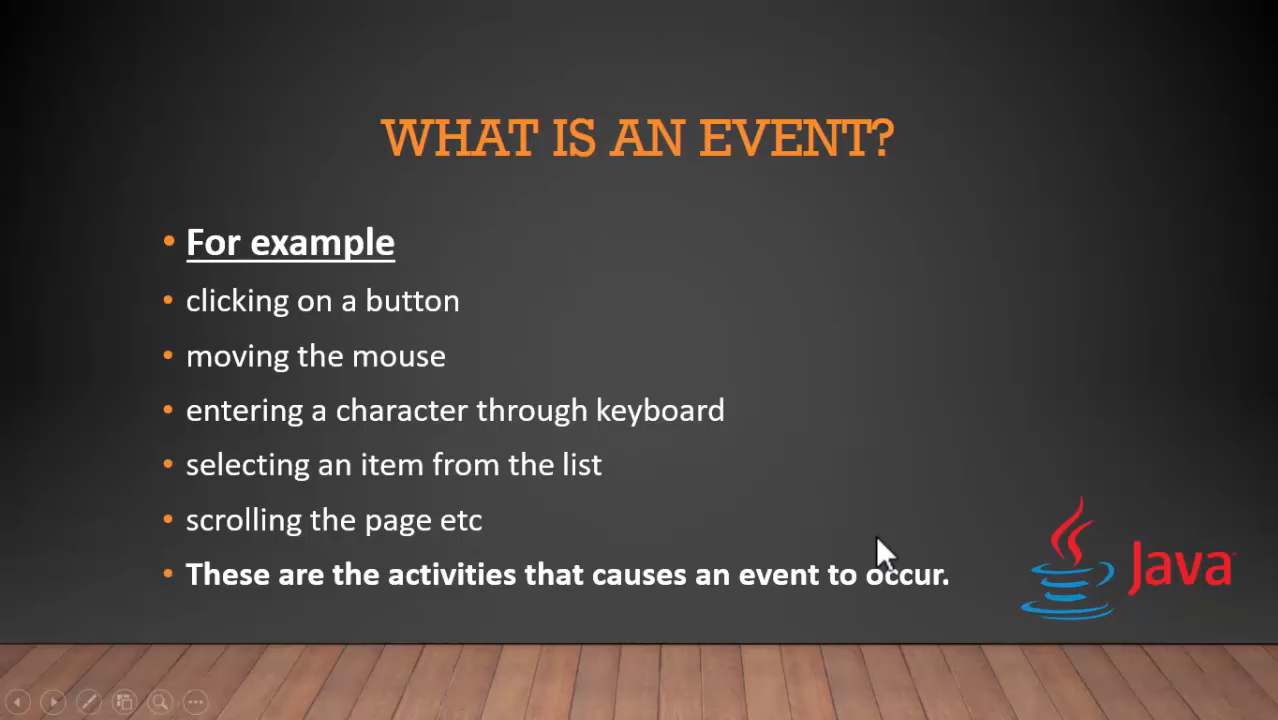 WHAT IS AN EVENT?
For example
clicking on a button
moving the mouse
entering a character through keyboard
selecting an item from the list
scrolling the page etc
These are the activities that causes an event to occur.
Java